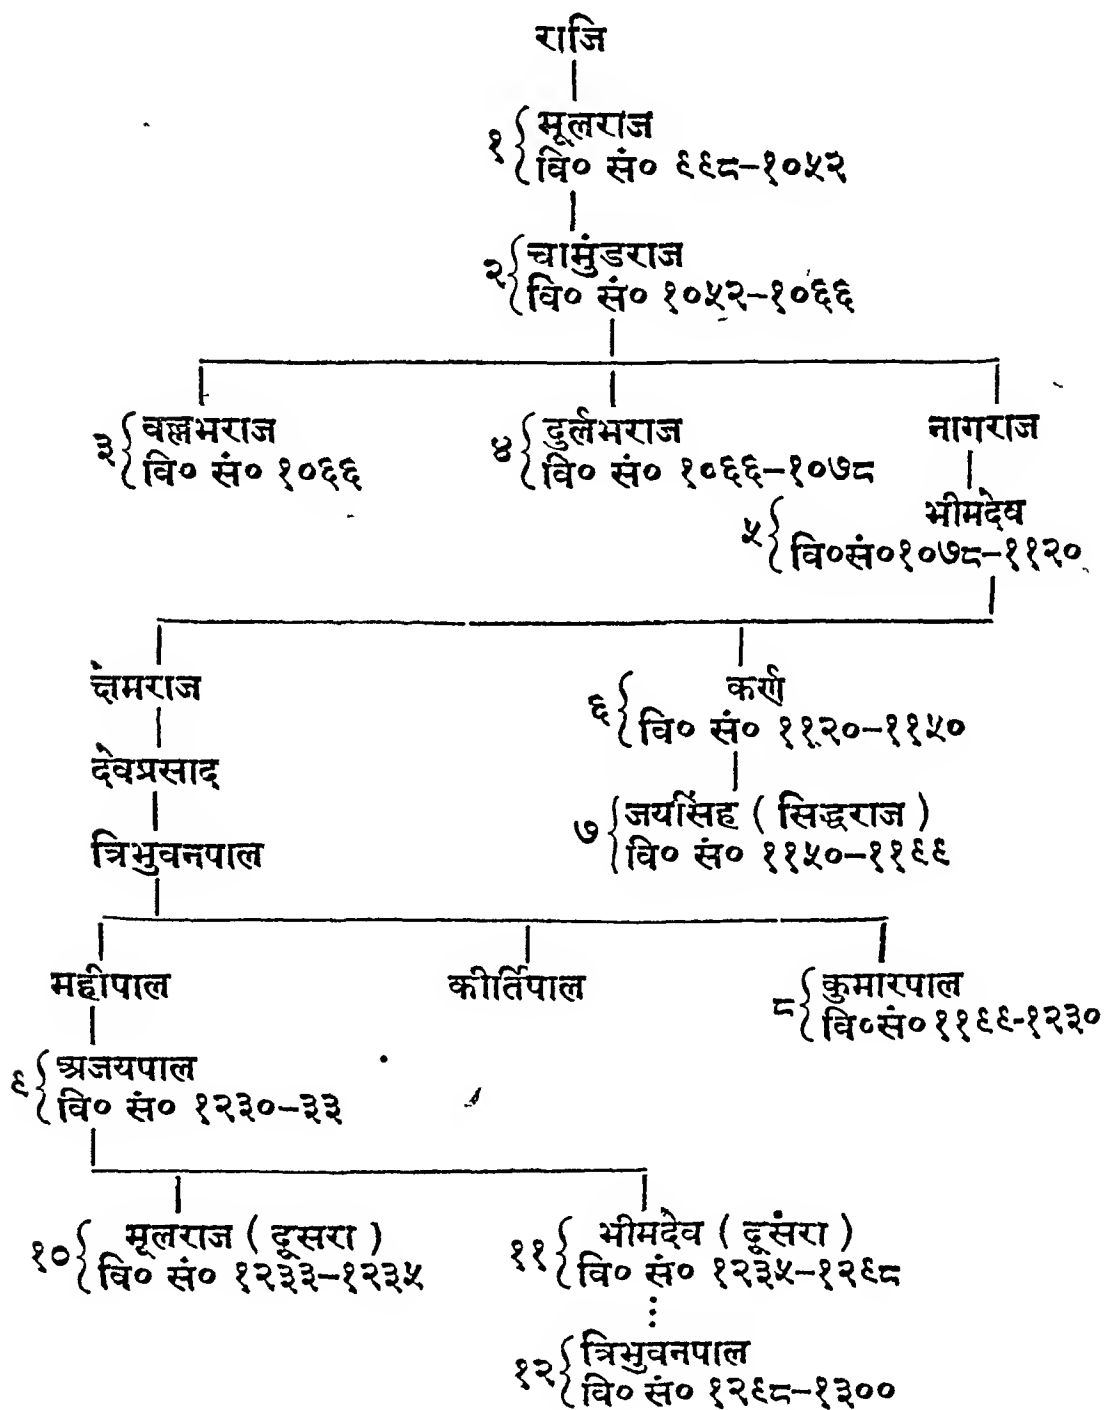 राजि
१ मूलराज
वि० सं० ९९८-१०५२
२ चामुंडराज
वि० सं० १०५२-१०६६
३ वल्लभराज
वि० सं० १०६६
४ दुर्लभराज
वि० सं० १०६६-१०७८
नागराज
५ भीमदेव
वि०सं०१०७८-११२०
क्षेमराज
६ कर्ण
वि० सं० ११२०-११५०
देवप्रसाद
७ जयसिंह ( सिद्धराज )
वि० सं० ११५०-११९९
त्रिभुवनपाल
महीपाल
कीर्तिपाल
८ कुमारपाल
वि०सं०११९९-१२३०
९ अजयपाल
वि० सं० १२३०-३३
१० मूलराज ( दूसरा )
वि० सं० १२३३-१२३५
११ भीमदेव ( दूसरा )
वि० सं० १२३५-१२९८
१२ त्रिभुवनपाल
वि० सं० १२९८-१३००